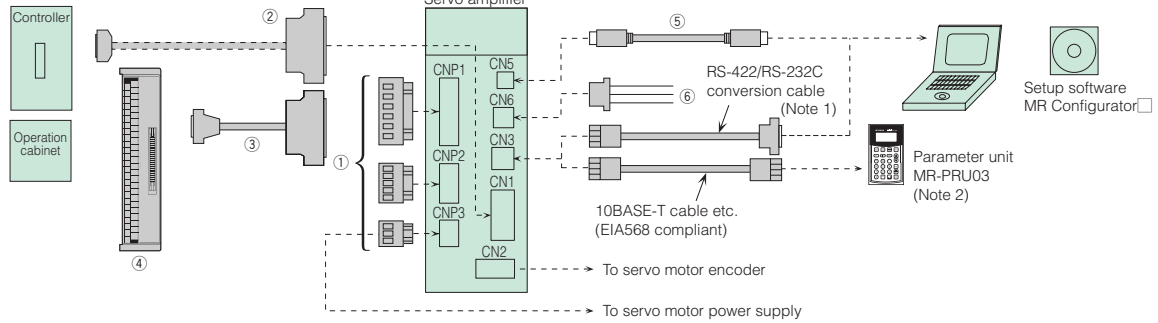 Servo amplifier
Controller
②
⑤
CNP1
CN5
RS-422/RS-232C
conversion cable
(Note 1)
Setup software
MR Configurator□
CN6
⑥
Operation
cabinet
③
①
CNP2
CN3
Parameter unit
MR-PRU03
(Note 2)
CN1
CNP3
10BASE-T cable etc.
(EIA568 compliant)
④
CN2
To servo motor encoder
To servo motor power supply